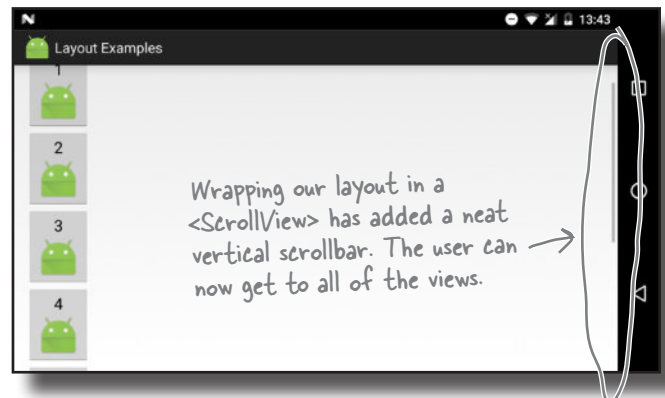 13:43
Layout Examples
1
2
3
4
Wrapping our layout in a
<ScrollView> has added a neat
vertical scrollbar. The user can
now get to all of the views.